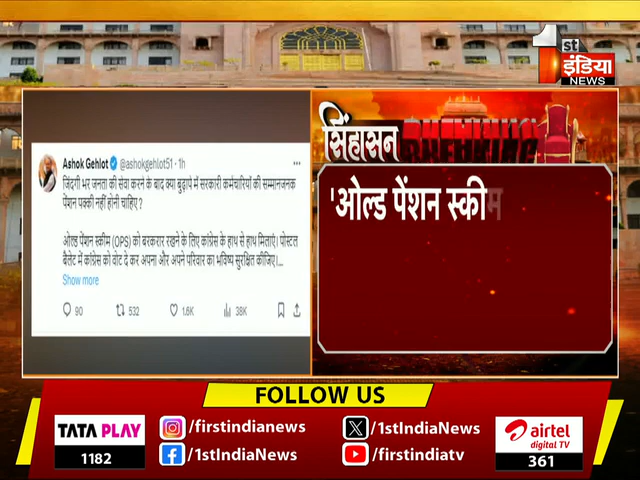 1st
इंडिया
NEWS
Ashok Gehlot @ashokgehlot51 · 1h
जिंदगी भर जनता की सेवा करने के बाद क्या बुढ़ापे में सरकारी कर्मचारियों की सम्मानजनक
पेंशन पक्की नहीं होनी चाहिए?
ओल्ड पेंशन स्कीम (OPS) को बरकरार रखने के लिए कांग्रेस के हाथ से हाथ मिलाएं। पोस्टल
बैलेट में कांग्रेस को वोट दे कर अपना और अपने परिवार का भविष्य सुरक्षित कीजिए।...
Show more
90 532 1.6K 38K
सिंहासन
BREAKING
'ओल्ड पेंशन स्कीम
FOLLOW US
TATA PLAY
1182
/firstindianews
/1stIndiaNews
/1stIndiaNews
/firstindiatv
airtel
digital TV
361